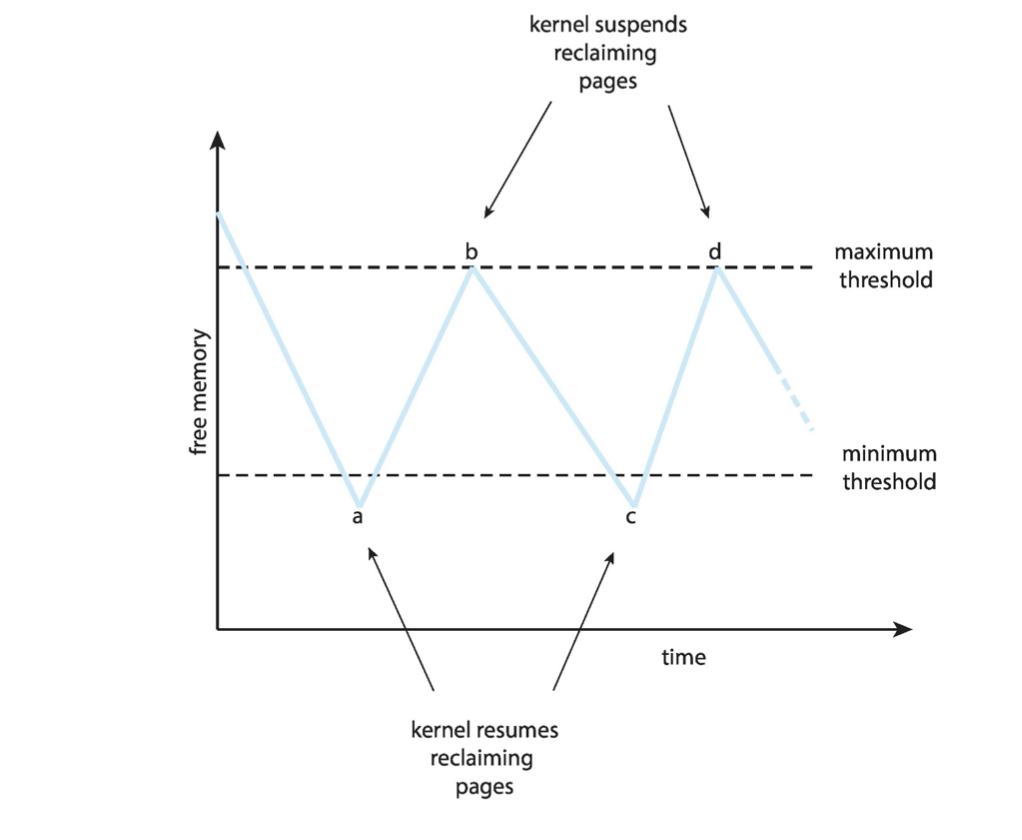 kernel suspends
reclaiming
pages
b
d
maximum
threshold
free memory
minimum
threshold
a
c
time
kernel resumes
reclaiming
pages